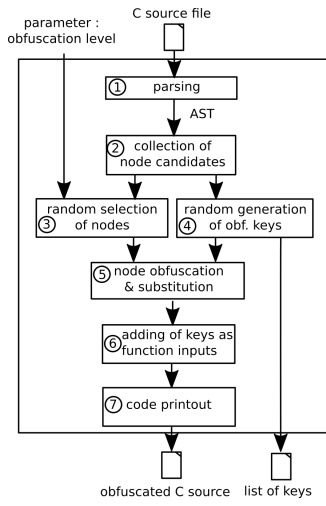 C source file
parameter :
obfuscation level
1 parsing
AST
2 collection of
node candidates
random selection
3 of nodes
random generation
4 of obf. keys
5 node obfuscation
& substitution
adding of keys as
6 function inputs
7 code printout
obfuscated C source
list of keys